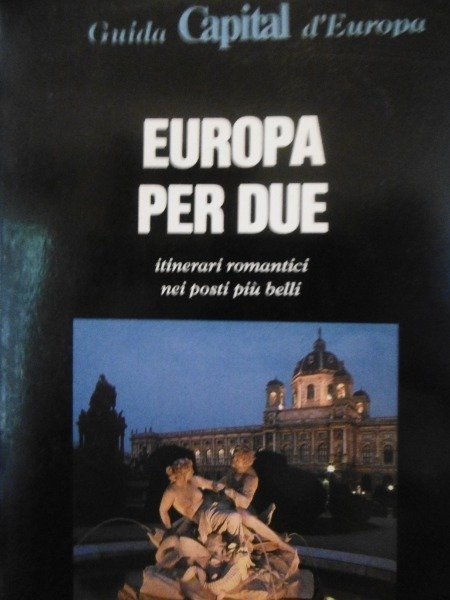 Guida Capital d'Europa
EUROPA
PER DUE
itinerari romantici
nei posti più belli